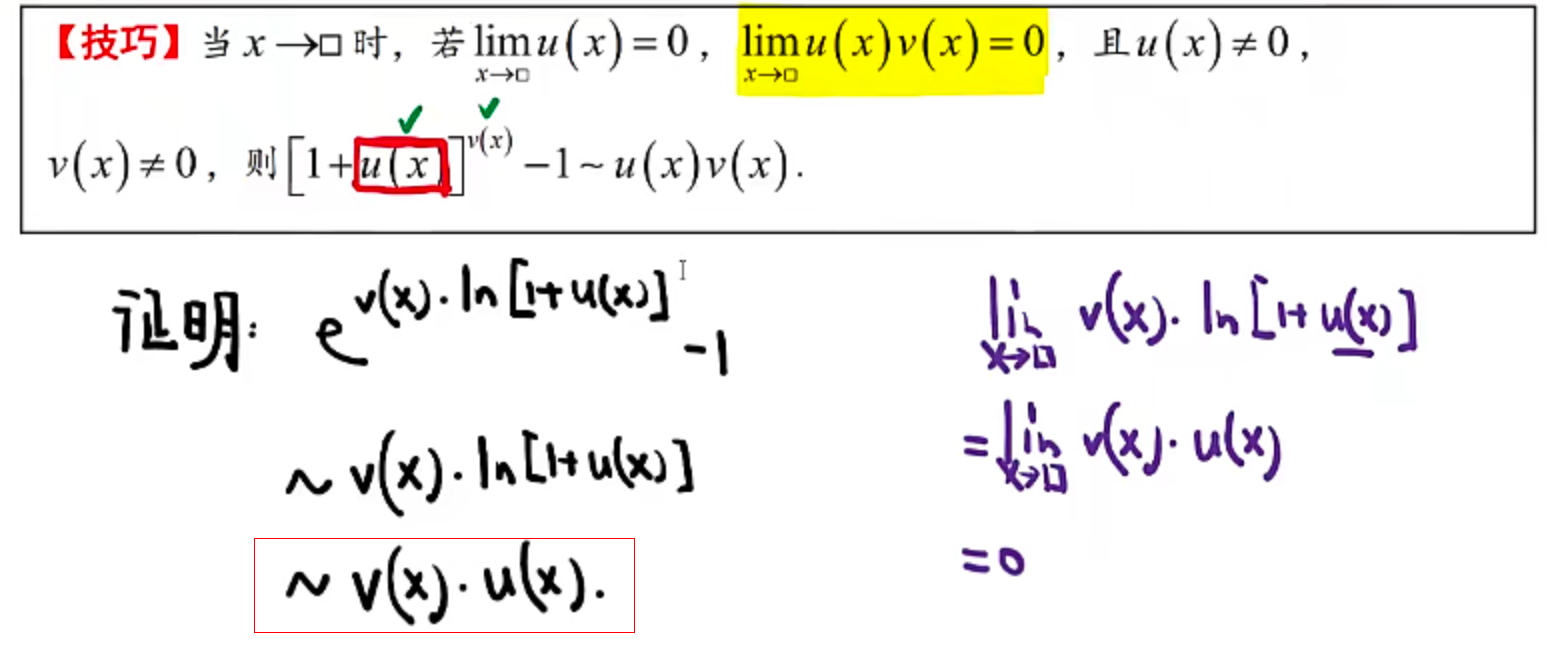 【技巧】当 x→□ 时，若 lim_{x→□} u(x)=0，lim_{x→□} u(x)v(x)=0，且 u(x)≠0，
v(x)≠0，则 [1+u(x)]^{v(x)} −1~u(x)v(x).
证明: e^{v(x)·ln[1+u(x)]} −1
~ v(x)·ln[1+u(x)]
~ v(x)·u(x).
lim_{x→□} v(x)·ln[1+u(x)]
=lim_{x→□} v(x)·u(x)
=0